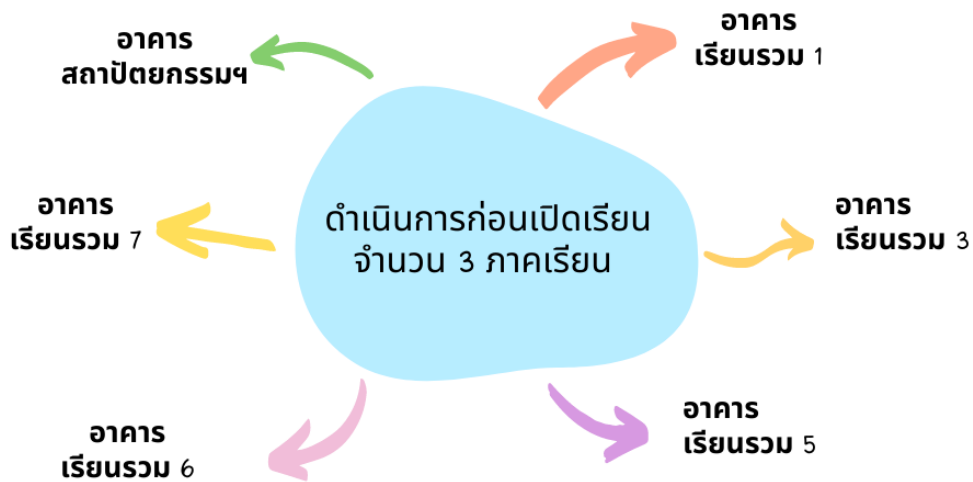 อาคาร
สถาปัตยกรรมฯ
อาคาร
เรียนรวม 1
อาคาร
เรียนรวม 7
ดำเนินการก่อนเปิดเรียน
จำนวน 3 ภาคเรียน
อาคาร
เรียนรวม 3
อาคาร
เรียนรวม 6
อาคาร
เรียนรวม 5